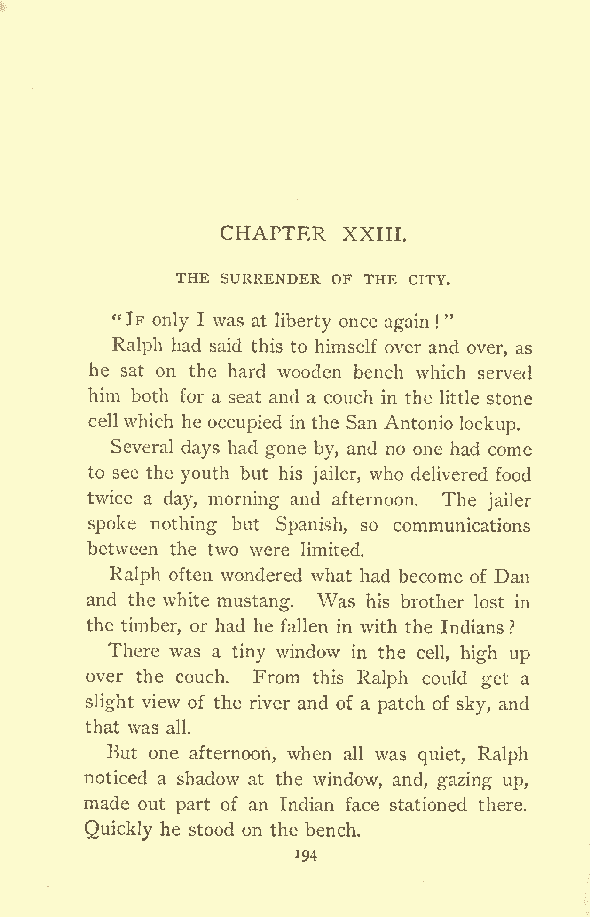 CHAPTER XXIII.
THE SURRENDER OF THE CITY.
"IF only I was at liberty once again!"
Ralph had said this to himself over and over, as
he sat on the hard wooden bench which served
him both for a seat and a couch in the little stone
cell which he occupied in the San Antonio lockup.
Several days had gone by, and no one had come
to see the youth but his jailer, who delivered food
twice a day, morning and afternoon. The jailer
spoke nothing but Spanish, so communications
between the two were limited.
Ralph often wondered what had become of Dan
and the white mustang. Was his brother lost in
the timber, or had he fallen in with the Indians?
There was a tiny window in the cell, high up
over the couch. From this Ralph could get a
slight view of the river and of a patch of sky, and
that was all.
But one afternoon, when all was quiet, Ralph
noticed a shadow at the window, and, gazing up,
made out part of an Indian face stationed there.
Quickly he stood on the bench.
194